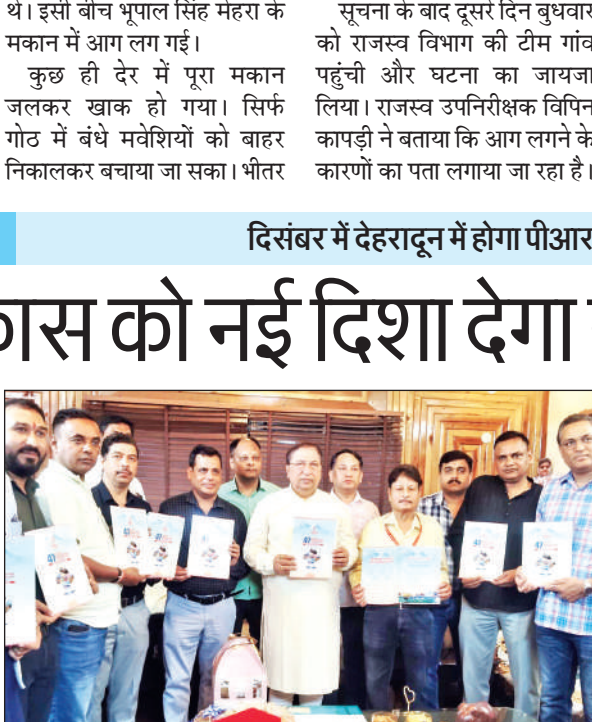 थे। इसी बीच भूपाल सिंह मेहरा के
मकान में आग लग गई।
कुछ ही देर में पूरा मकान
जलकर खाक हो गया। सिर्फ
गोठ में बंधे मवेशियों को बाहर
निकालकर बचाया जा सका। भीतर
सूचना के बाद दूसरे दिन बुधवार
को राजस्व विभाग की टीम गांव
पहुंची और घटना का जायजा
लिया। राजस्व उपनिरीक्षक विपिन
कापड़ी ने बताया कि आग लगने के
कारणों का पता लगाया जा रहा है।
दिसंबर में देहरादून में होगा पीआर
को नई दिशा देगा